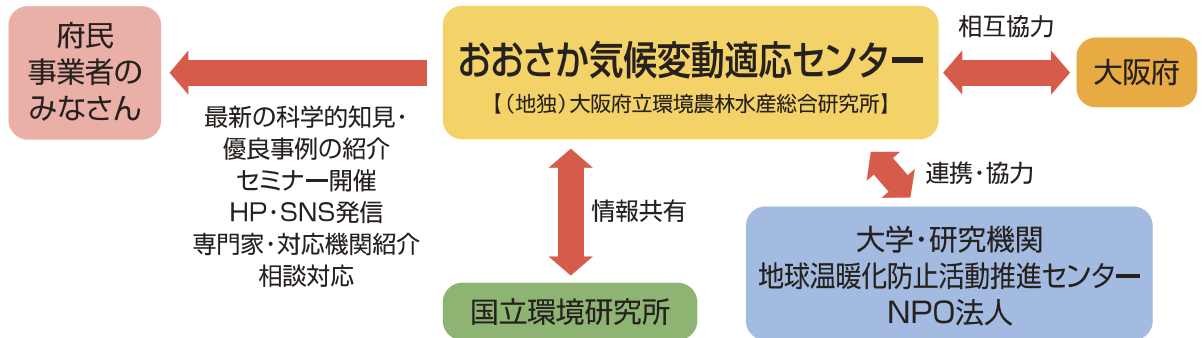 府民
事業者の
みなさん
最新の科学的知見・
優良事例の紹介
セミナー開催
HP・SNS発信
専門家・対応機関紹介
相談対応
おおさか気候変動適応センター
【（地独）大阪府立環境農林水産総合研究所】
相互協力
大阪府
情報共有
国立環境研究所
連携・協力
大学・研究機関
地球温暖化防止活動推進センター
NPO法人